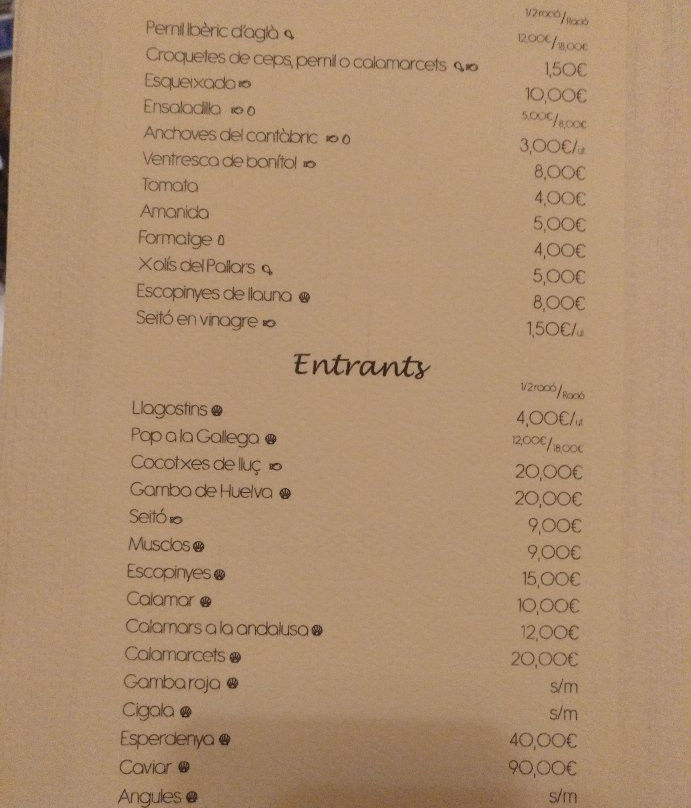 1/2 ració/Ració
Pernil Ibèric d'aglà 12,00€/18,00€
Croquetes de ceps, pernil o calamarcets 1,50€
Esqueixada 10,00€
Ensaladilla 5,00€/8,00€
Anchoves del cantàbric 3,00€/ut
Ventresca de bonítol 8,00€
Tomata 4,00€
Amanida 5,00€
Formatge 4,00€
Xolís del Pallars 5,00€
Escopinyes de llauna 8,00€
Seitó en vinagre 1,50€/ut
Entrants
1/2 ració/Ració
Llagostins 4,00€/ut
Pop a la Gallega 12,00€/18,00€
Cocotxes de lluç 20,00€
Gamba de Huelva 20,00€
Seitó 9,00€
Musclos 9,00€
Escopinyes 15,00€
Calamar 10,00€
Calamars a la andalusa 12,00€
Calamarcets 20,00€
Gamba roja s/m
Cigala s/m
Esperdenya 40,00€
Caviar 90,00€
Angules s/m